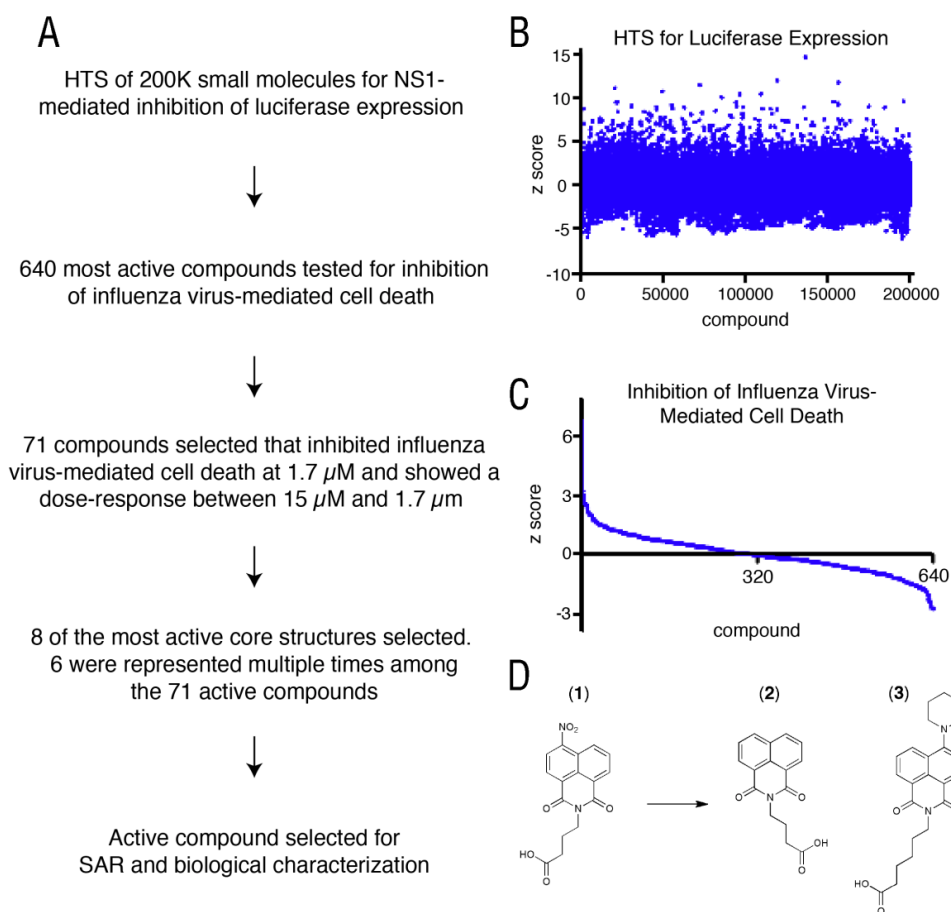 A
HTS of 200K small molecules for NS1-
mediated inhibition of luciferase expression
640 most active compounds tested for inhibition
of influenza virus-mediated cell death
71 compounds selected that inhibited influenza
virus-mediated cell death at 1.7 µM and showed a
dose-response between 15 µM and 1.7 µm
8 of the most active core structures selected.
6 were represented multiple times among
the 71 active compounds
Active compound selected for
SAR and biological characterization
B
HTS for Luciferase Expression
15
10
5
0
-5
-10
z score
0
50000
100000
150000
200000
compound
C
Inhibition of Influenza Virus-
Mediated Cell Death
6
3
0
-3
z score
320
640
compound
D
(1)
(2)
(3)
NO2
O
N
O
HO
O
O
N
O
O
OH
N
O
N
O
HO
O